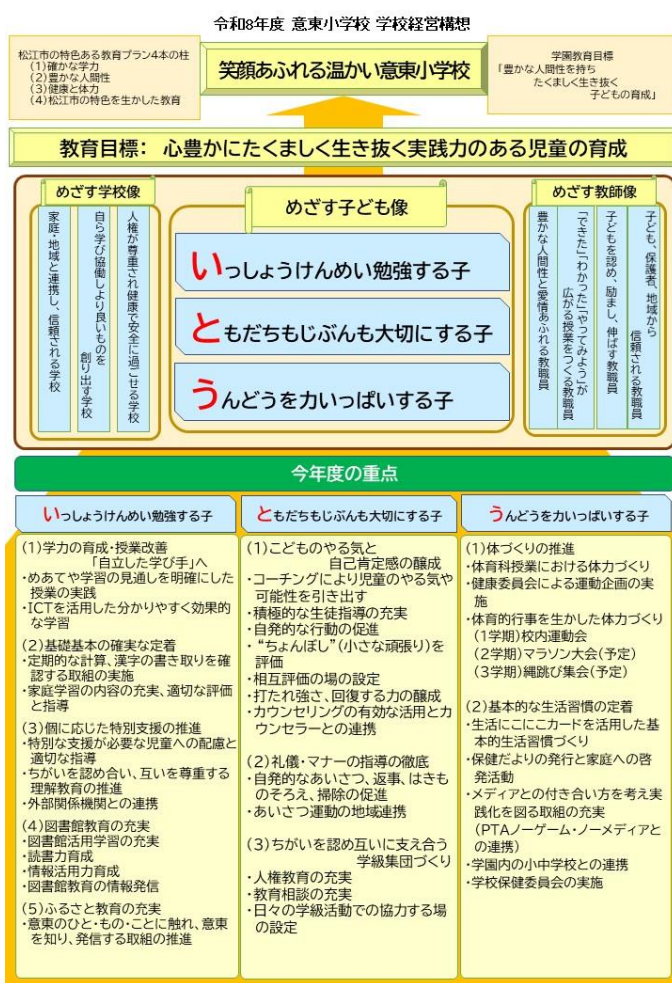 令和8年度 意東小学校 学校経営構想
松江市の特色ある教育プラン4本の柱
(1)確かな学力
(2)豊かな人間性
(3)健康と体力
(4)松江市の特色を生かした教育
笑顔あふれる温かい意東小学校
学園教育目標
「豊かな人間性を持ち
たくましく生き抜く
子どもの育成」
教育目標: 心豊かにたくましく生き抜く実践力のある児童の育成
めざす学校像
人権が尊重され健康で安全に過ごせる学校
自ら学び協働しより良いものを
創り出す学校
家庭・地域と連携し、信頼される学校
めざす子ども像
いっしょうけんめい勉強する子
ともだちもじぶんも大切にする子
うんどうを力いっぱいする子
めざす教師像
子ども、保護者、地域から
信頼される教職員
子どもを認め、励まし、伸ばす教職員
「できた」「わかった」「やってみよう」が
広がる授業をつくる教職員
豊かな人間性と愛情あふれる教職員
今年度の重点
いっしょうけんめい勉強する子
(1)学力の育成・授業改善
「自立した学び手」へ
・めあてや学習の見通しを明確にした
授業の実践
・ICTを活用した分かりやすく効果的
な学習
(2)基礎基本の確実な定着
・定期的な計算、漢字の書き取りを確
認する取組の実施
・家庭学習の内容の充実、適切な評価
と指導
(3)個に応じた特別支援の推進
・特別な支援が必要な児童への配慮と
適切な指導
・ちがいを認め合い、互いを尊重する
理解教育の推進
・外部関係機関との連携
(4)図書館教育の充実
・図書館活用学習の充実
・読書力育成
・情報活用力育成
・図書館教育の情報発信
(5)ふるさと教育の充実
・意東のひと・もの・ことに触れ、意東
を知り、発信する取組の推進
ともだちもじぶんも大切にする子
(1)こどものやる気と
自己肯定感の醸成
・コーチングにより児童のやる気や
可能性を引き出す
・積極的な生徒指導の充実
・自発的な行動の促進
・“ちょんぼし”(小さな頑張り)を
評価
・相互評価の場の設定
・打たれ強さ、回復する力の醸成
・カウンセリングの有効な活用とカ
ウンセラーとの連携
(2)礼儀・マナーの指導の徹底
・自発的なあいさつ、返事、はきも
のそろえ、掃除の促進
・あいさつ運動の地域連携
(3)ちがいを認め互いに支え合う
学級集団づくり
・人権教育の充実
・教育相談の充実
・日々の学級活動での協力する場
の設定
うんどうを力いっぱいする子
(1)体づくりの推進
・体育科授業における体力づくり
・健康委員会による運動企画の実
施
・体育的行事を生かした体力づくり
(1学期)校内運動会
(2学期)マラソン大会(予定)
(3学期)縄跳び集会(予定)
(2)基本的な生活習慣の定着
・生活にこにこカードを活用した基
本的生活習慣づくり
・保健だよりの発行と家庭への啓
発活動
・メディアとの付き合い方を考え実
践化を図る取組の充実
(PTAノーゲーム・ノーメディアと
の連携)
・学園内の小中学校との連携
・学校保健委員会の実施